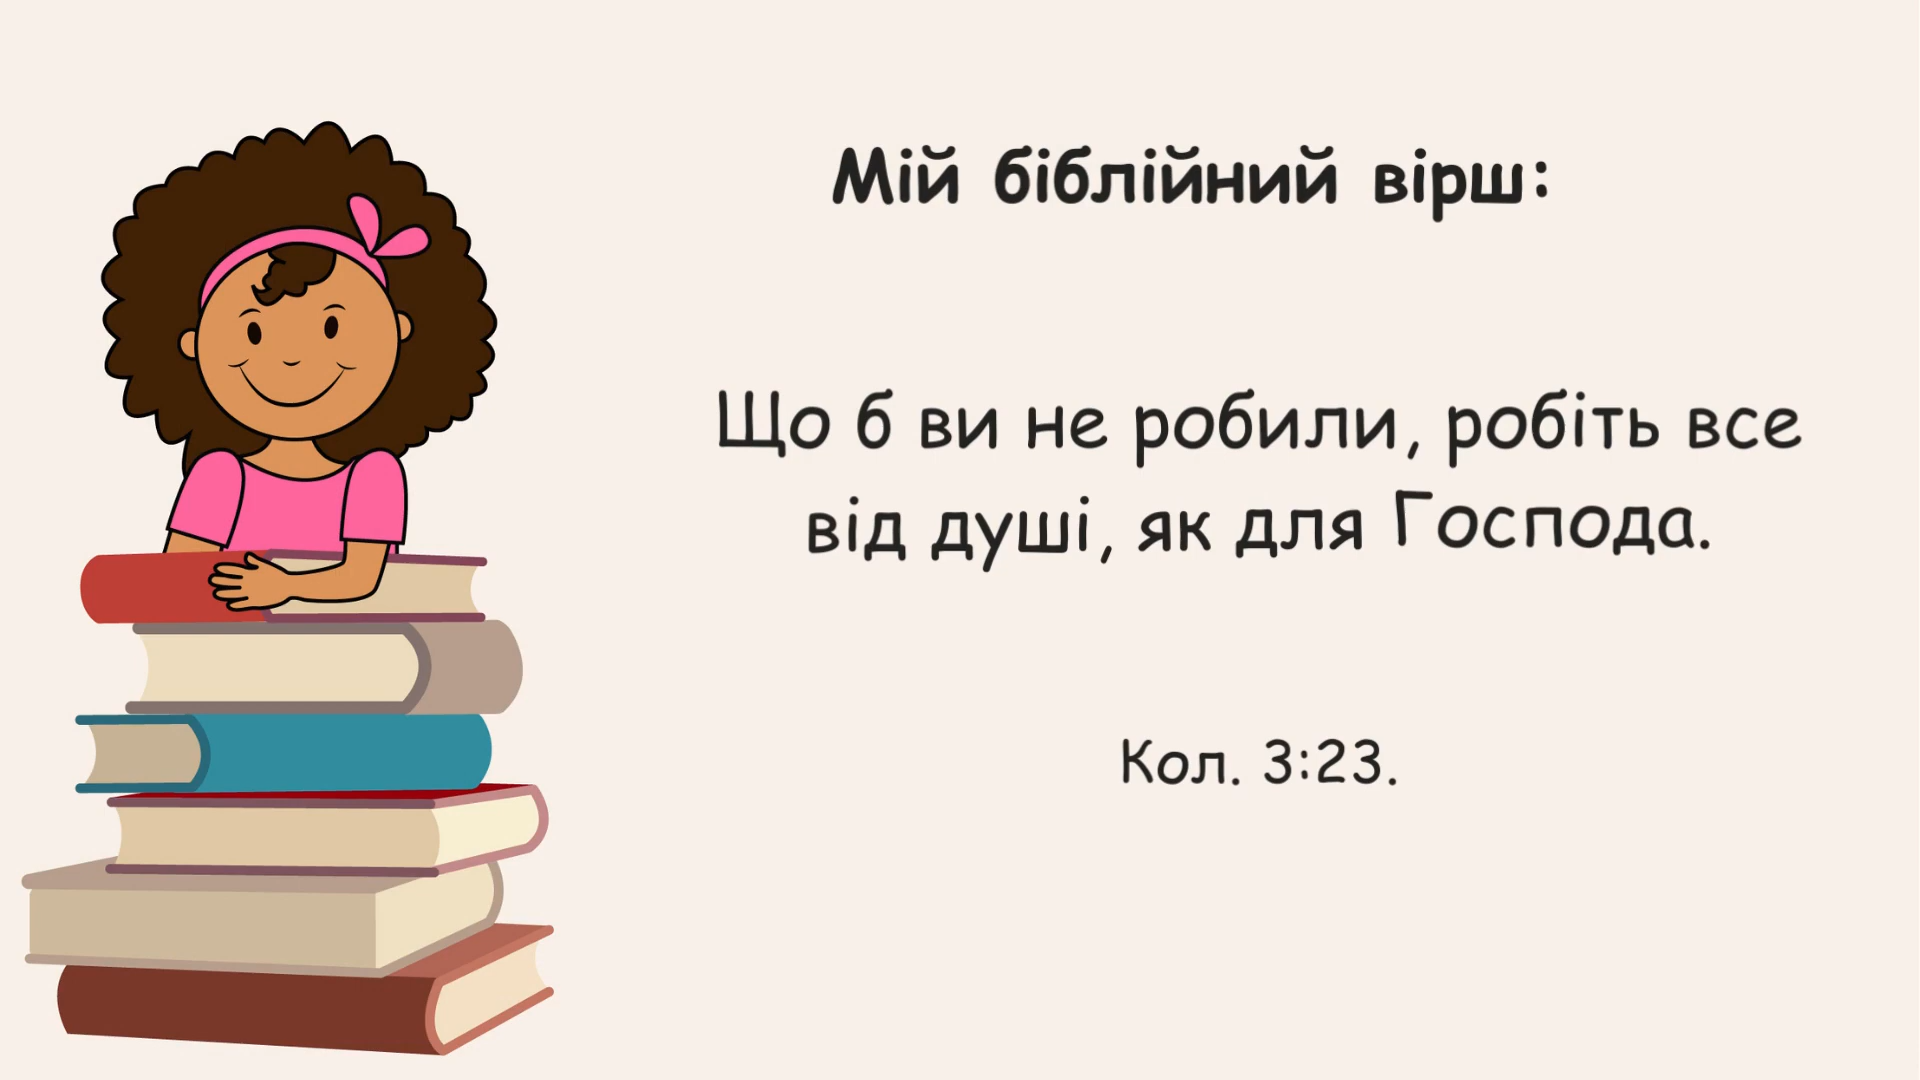 Мій біблійний вірш:
Що б ви не робили, робіть все
від душі, як для Господа.
Кол. 3:23.